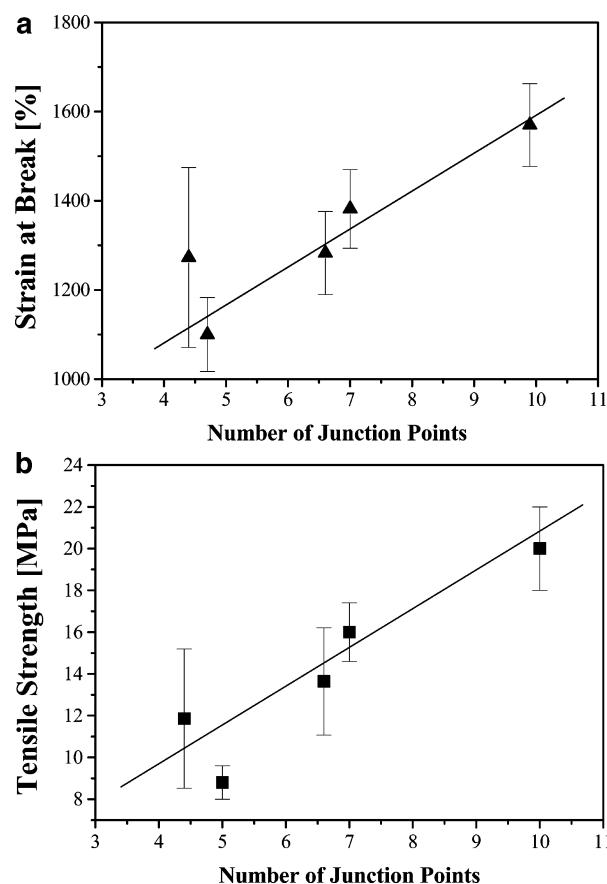 a
1800
1600
1400
1200
1000
Strain at Break [%]
3 4 5 6 7 8 9 10 11
Number of Junction Points
b
24
22
20
18
16
14
12
10
8
Tensile Strength [MPa]
3 4 5 6 7 8 9 10 11
Number of Junction Points